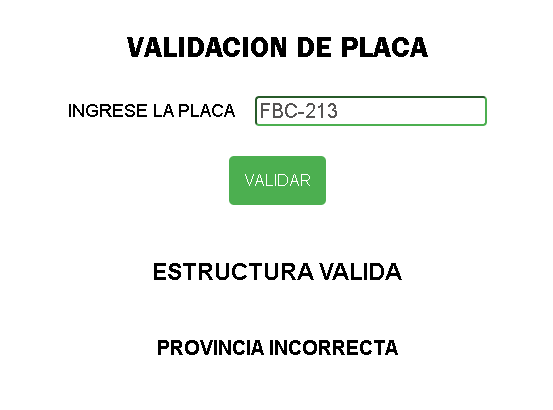 VALIDACION DE PLACA
INGRESE LA PLACA FBC-213
VALIDAR
ESTRUCTURA VALIDA
PROVINCIA INCORRECTA